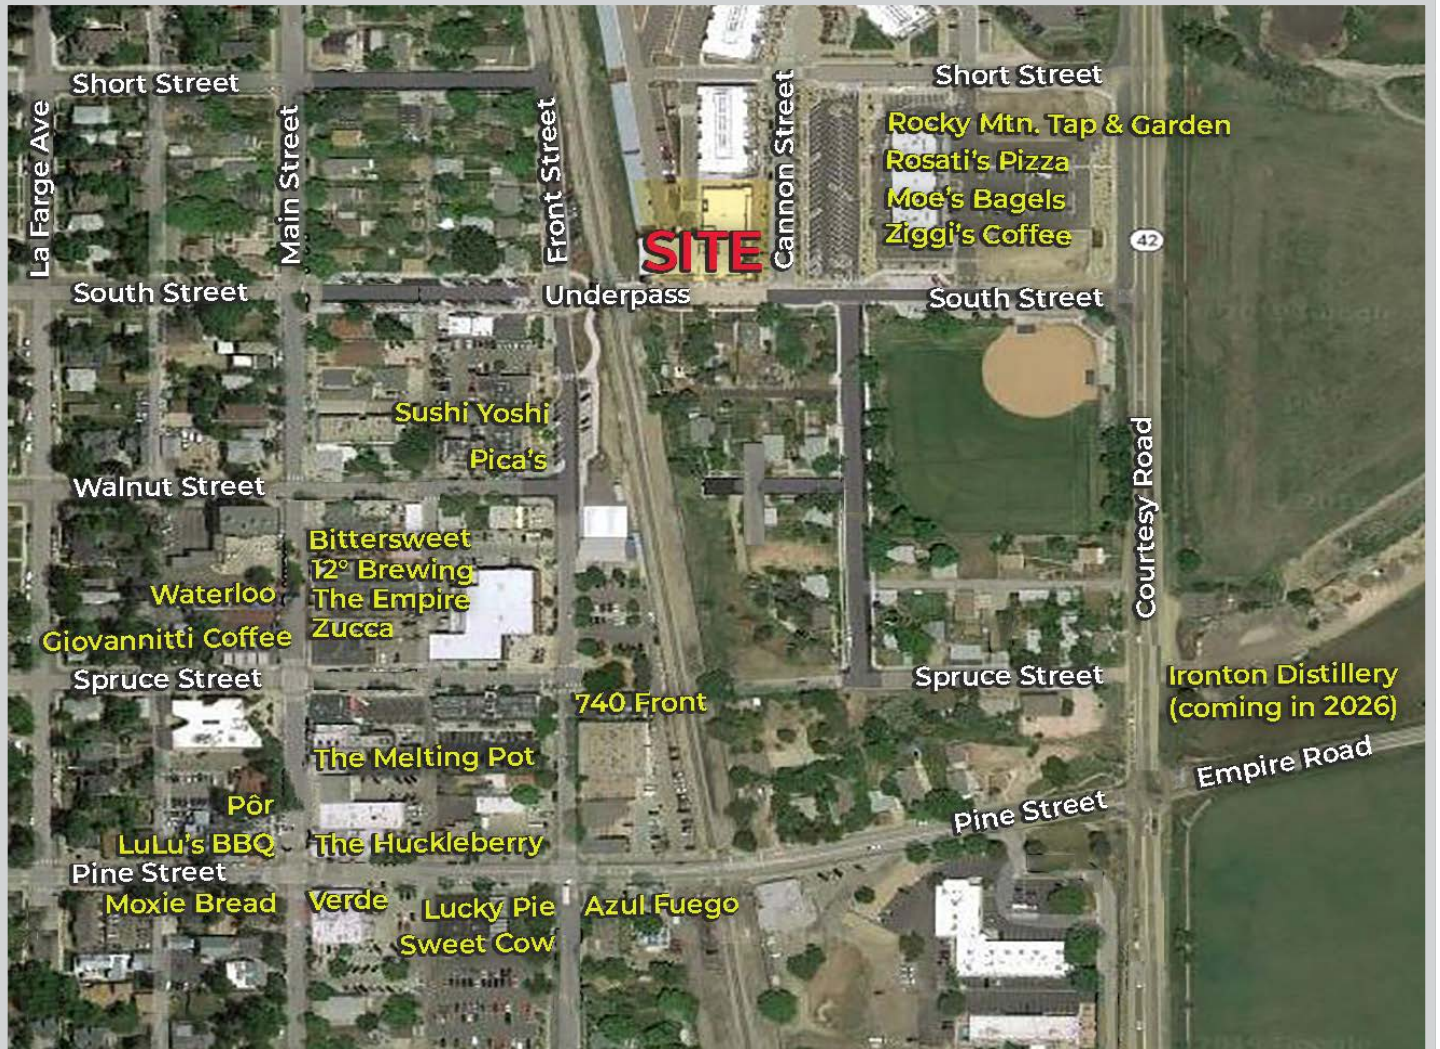 Short Street
Short Street
La Farge Ave
Main Street
Front Street
Cannon Street
Rocky Mtn. Tap & Garden
Rosati's Pizza
Moe's Bagels
Ziggi's Coffee
42
SITE
South Street
Underpass
South Street
Sushi Yoshi
Pica's
Walnut Street
Courtesy Road
Bittersweet
12° Brewing
The Empire
Zucca
Waterloo
Giovannitti Coffee
Spruce Street
Spruce Street
Ironton Distillery
(coming in 2026)
740 Front
The Melting Pot
Empire Road
Pôr
LuLu's BBQ
The Huckleberry
Pine Street
Pine Street
Moxie Bread
Verde
Lucky Pie
Sweet Cow
Azul Fuego